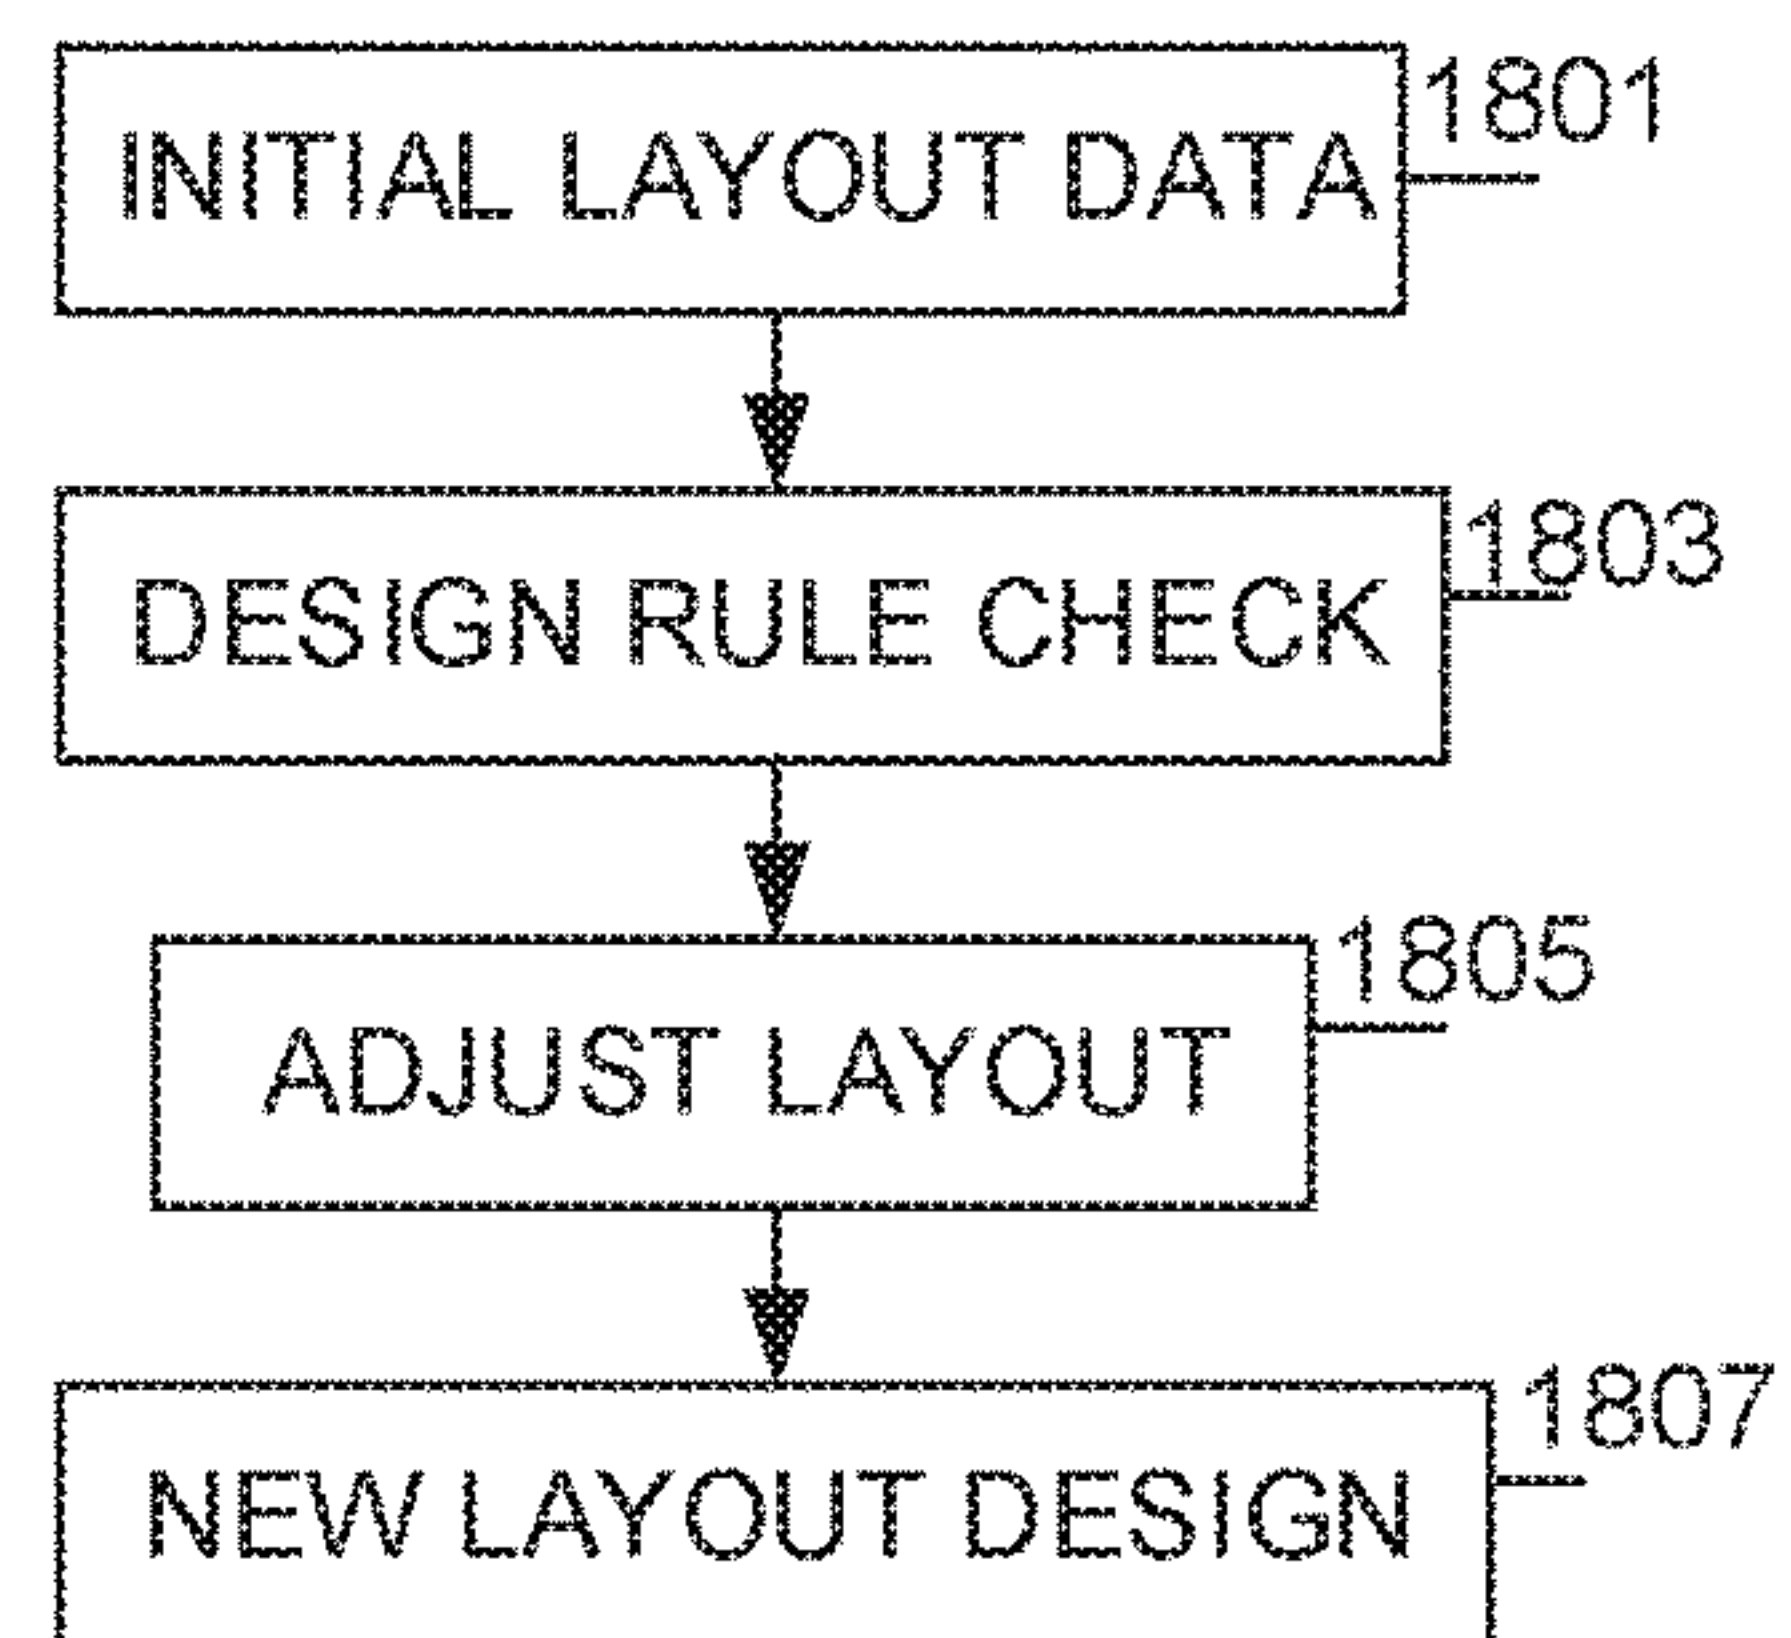 1801
INITIAL LAYOUT DATA
1803
DESIGN RULE CHECK
1805
ADJUST LAYOUT
1807
NEW LAYOUT DESIGN